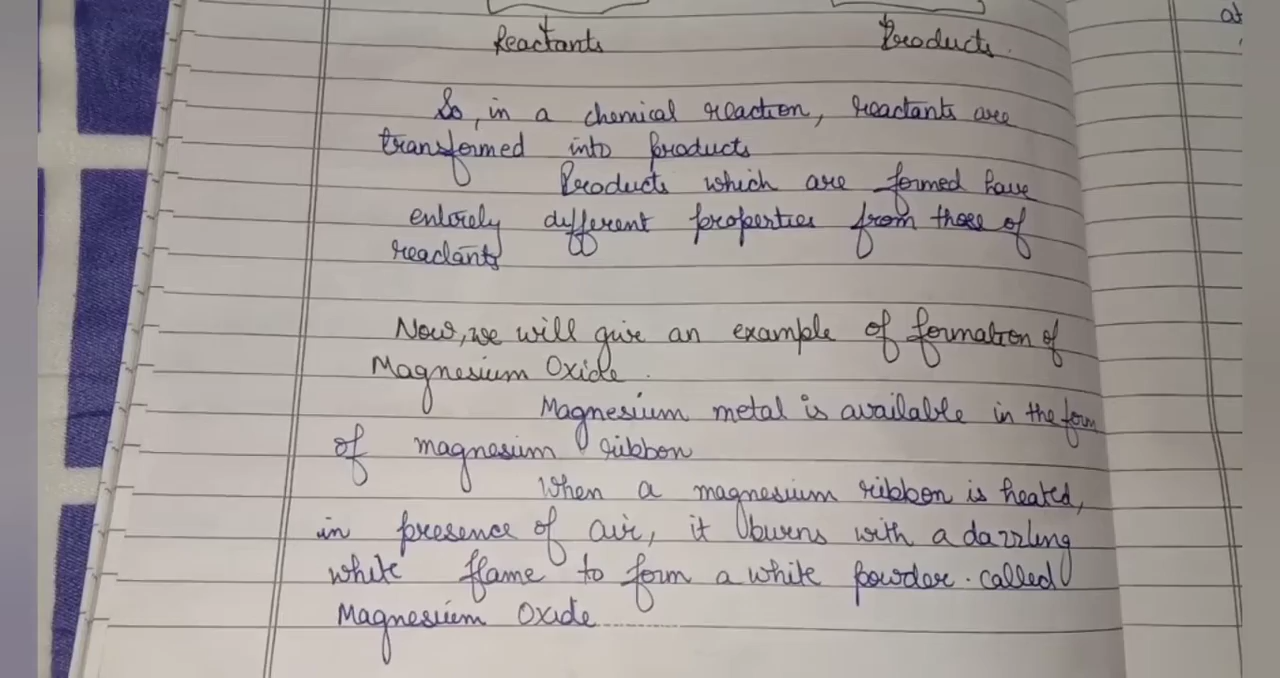 at
Reactants Products.
So, in a chemical reaction, reactants are
transformed into products
Products which are formed have
entirely different properties from those of
reactants
Now, we will give an example of formation of
Magnesium Oxide.
Magnesium metal is available in the form
of magnesium ribbon
When a magnesium ribbon is heated,
in presence of air, it burns with a dazzling
white flame to form a white powder. called
Magnesium Oxide